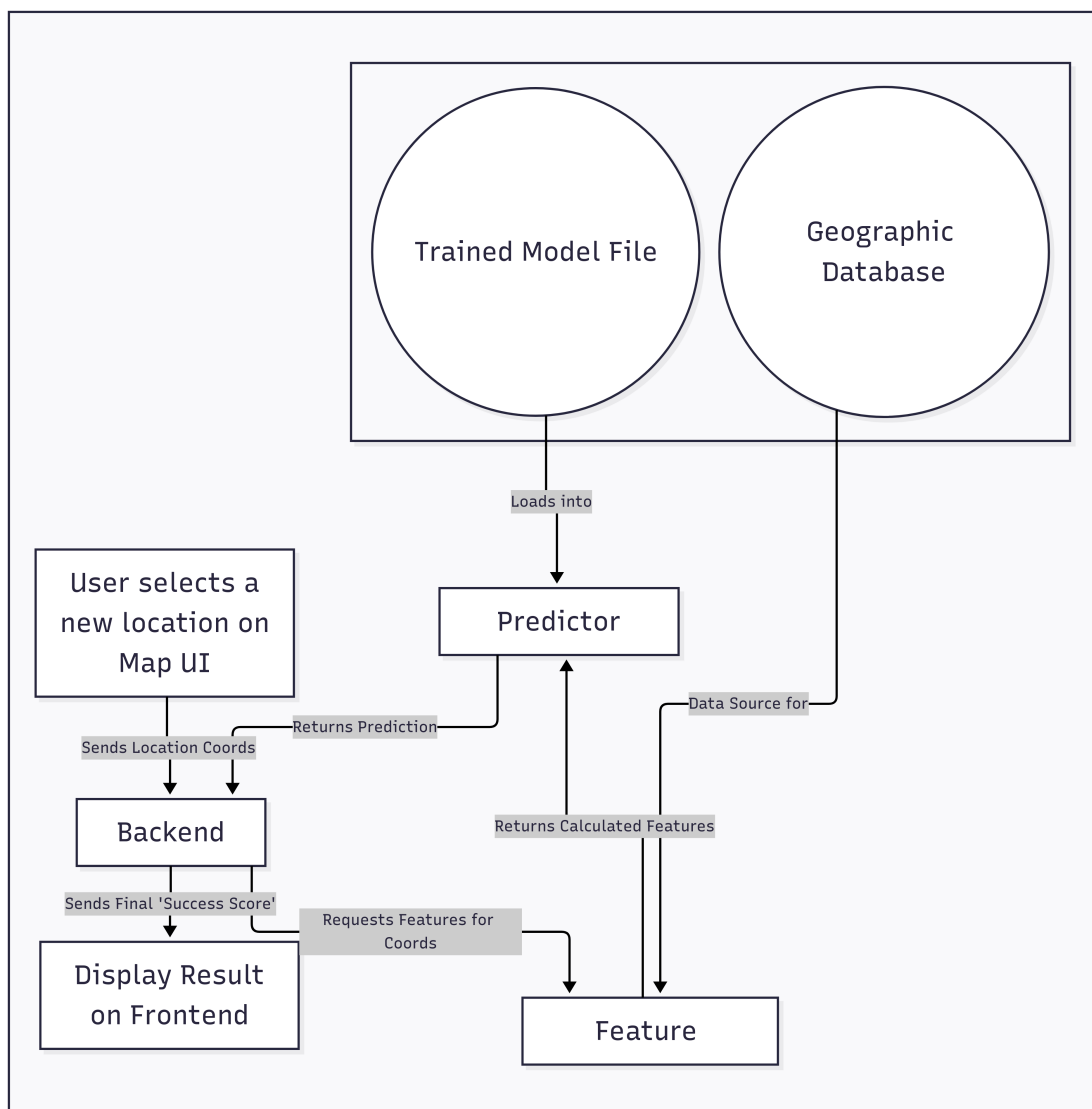 Trained Model File
Geographic
Database
Loads into
User selects a
new location on
Map UI
Predictor
Data Source for
Returns Prediction
Sends Location Coords
Backend
Returns Calculated Features
Sends Final 'Success Score'
Requests Features for
Coords
Display Result
on Frontend
Feature